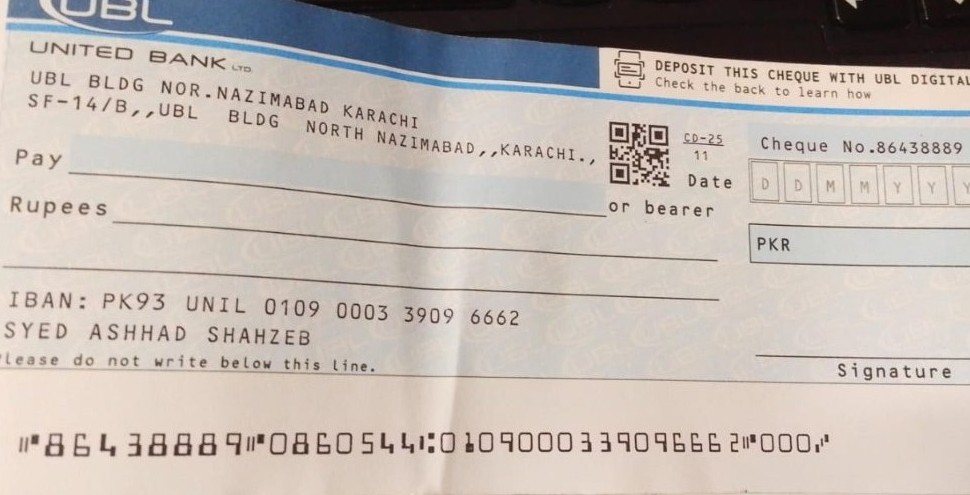 UBL
UNITED BANK LTD
UBL BLDG NOR.NAZIMABAD KARACHI
SF-14/B,,UBL BLDG NORTH NAZIMABAD,,KARACHI.,
DEPOSIT THIS CHEQUE WITH UBL DIGITAL
Check the back to learn how
CD-25
11
Cheque No.86438889
Date D D M M Y Y Y
Pay
or bearer
Rupees
PKR
IBAN: PK93 UNIL 0109 0003 3909 6662
SYED ASHHAD SHAHZEB
Please do not write below this line.
Signature
⑈86438889⑈0860544⑆0109000339096662⑈000⑇